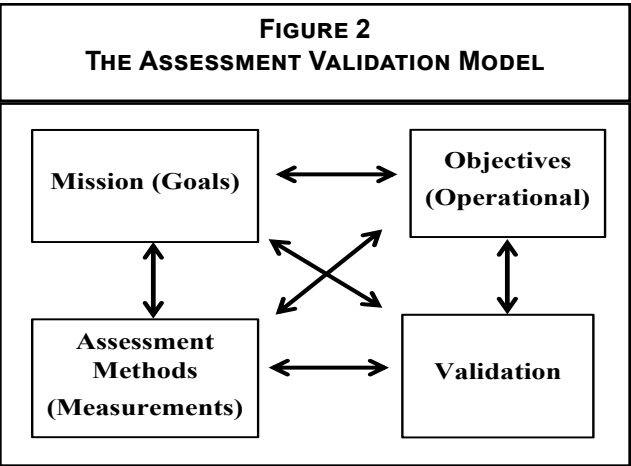 FIGURE 2
THE ASSESSMENT VALIDATION MODEL
Mission (Goals)
Objectives
(Operational)
Assessment
Methods
(Measurements)
Validation